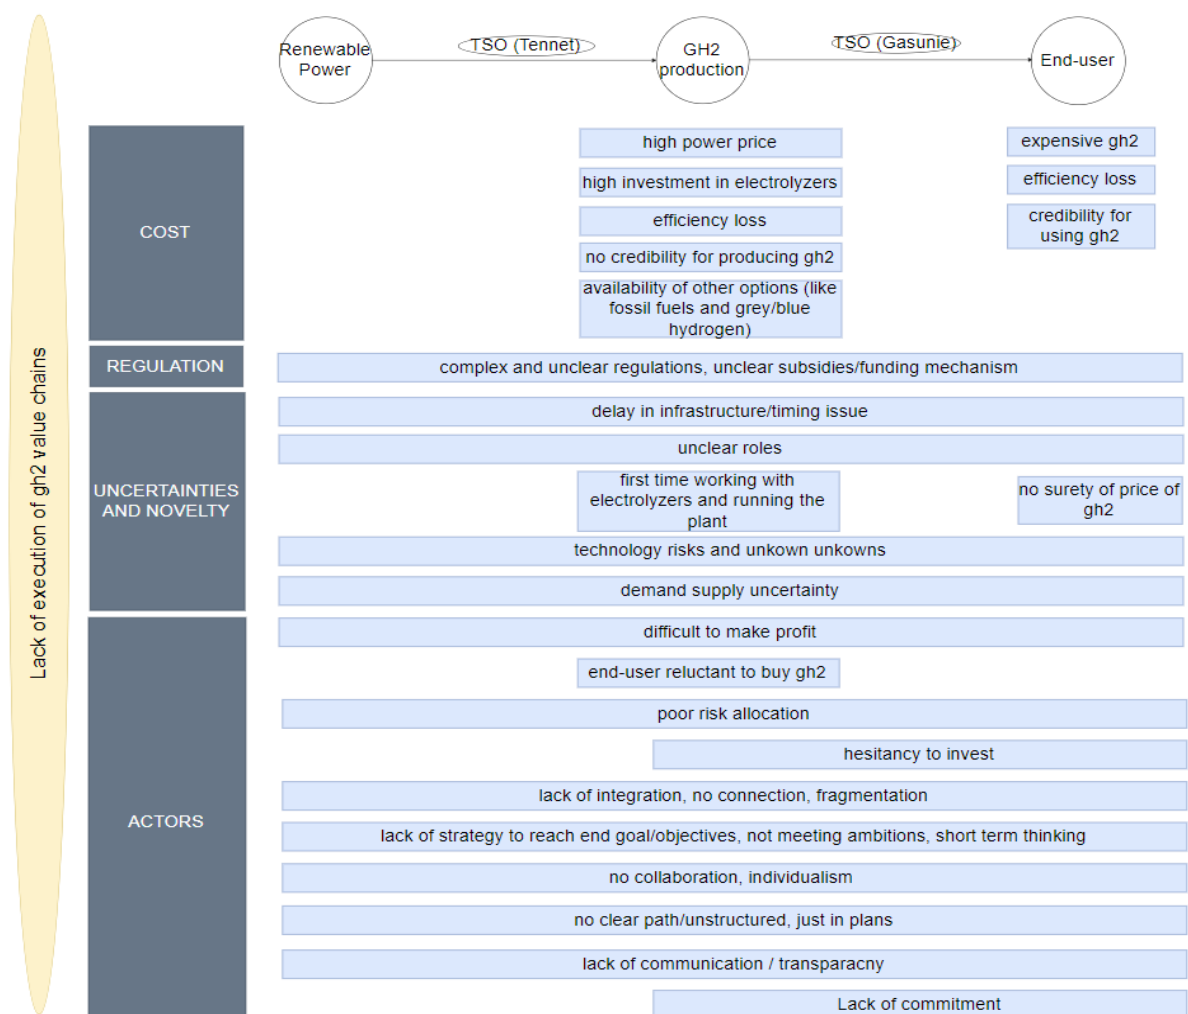 Renewable
Power
TSO (Tennet)
GH2
production
TSO (Gasunie)
End-user
Lack of execution of gh2 value chains
COST
high power price
high investment in electrolyzers
efficiency loss
no credibility for producing gh2
availability of other options (like
fossil fuels and grey/blue
hydrogen)
expensive gh2
efficiency loss
credibility for
using gh2
REGULATION
complex and unclear regulations, unclear subsidies/funding mechanism
UNCERTAINTIES
AND NOVELTY
delay in infrastructure/timing issue
unclear roles
first time working with
electrolyzers and running the
plant
no surety of price of
gh2
technology risks and unkown unkowns
demand supply uncertainty
ACTORS
difficult to make profit
end-user reluctant to buy gh2
poor risk allocation
hesitancy to invest
lack of integration, no connection, fragmentation
lack of strategy to reach end goal/objectives, not meeting ambitions, short term thinking
no collaboration, individualism
no clear path/unstructured, just in plans
lack of communication / transparacny
Lack of commitment